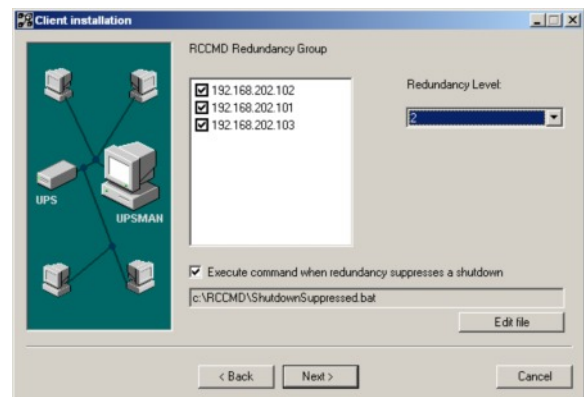 Client installation
RCCMD Redundancy Group
192.168.202.102
192.168.202.101
192.168.202.103
Redundancy Level:
2
UPS
UPSMAN
Execute command when redundancy suppresses a shutdown
c:\RCCMD\ShutdownSuppressed.bat
Edit file
< Back
Next >
Cancel